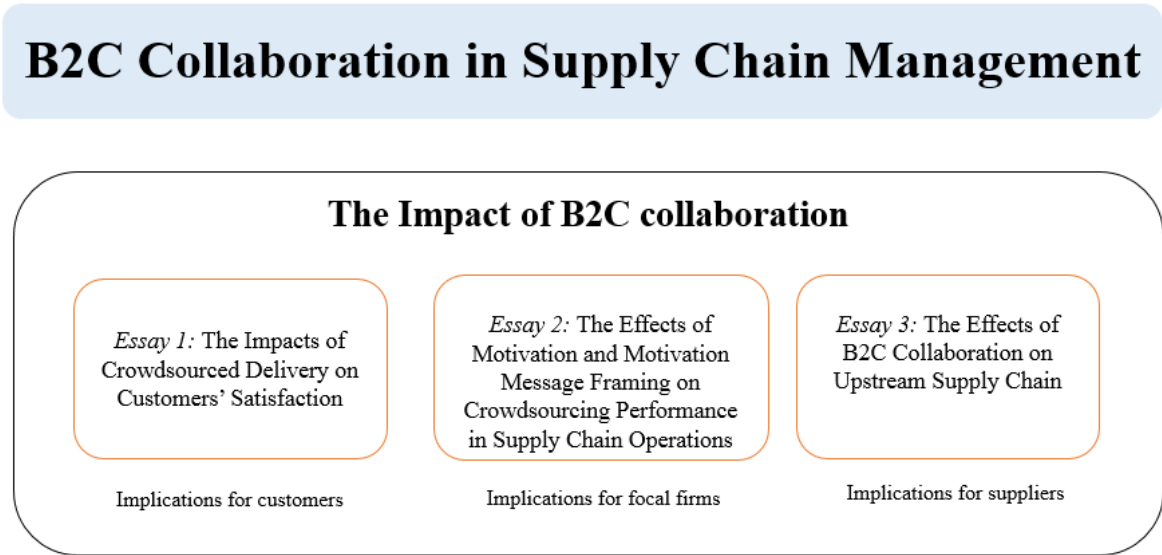 B2C Collaboration in Supply Chain Management
The Impact of B2C collaboration
Essay 1: The Impacts of
Crowdsourced Delivery on
Customers’ Satisfaction
Essay 2: The Effects of
Motivation and Motivation
Message Framing on
Crowdsourcing Performance
in Supply Chain Operations
Essay 3: The Effects of
B2C Collaboration on
Upstream Supply Chain
Implications for customers
Implications for focal firms
Implications for suppliers